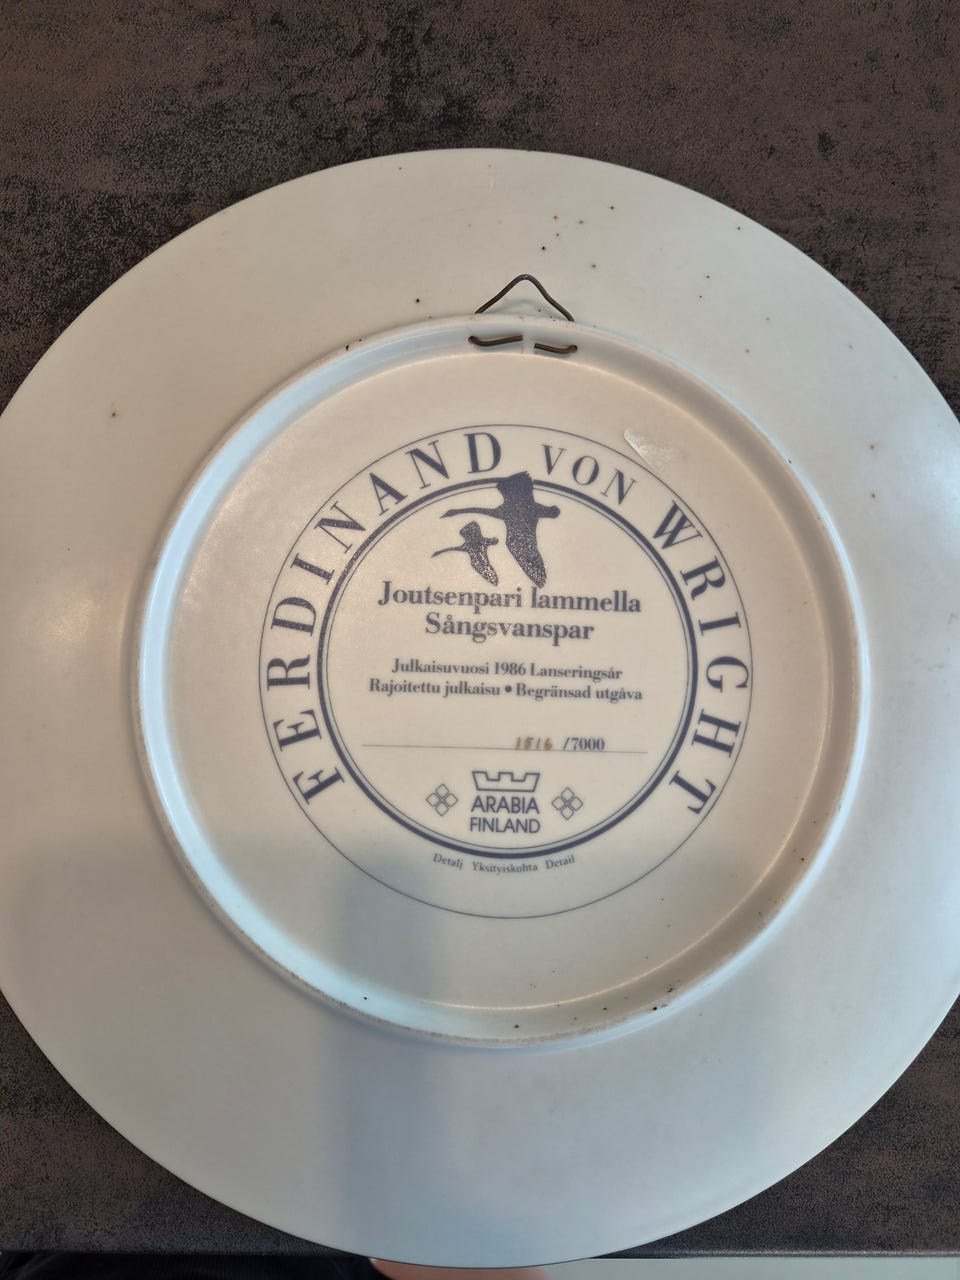 FERDINAND VON WRIGHT
Joutsenpari lammella
Sångsvanspar
Julkaisuvuosi 1986 Lanseringsår
Rajoitettu julkaisu • Begränsad utgåva
1516 /7000
ARABIA
FINLAND
Detalj Yksityiskohta Detail